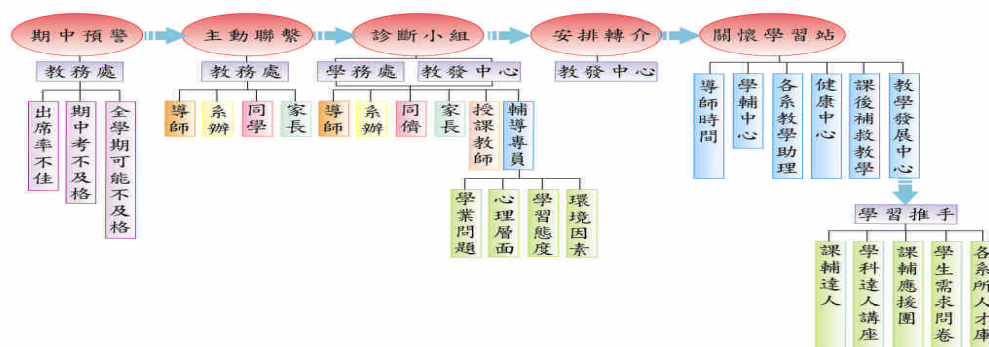 期中預警
主動聯繫
診斷小組
安排轉介
關懷學習站
教務處
教務處
學務處
教發中心
教發中心
出席率不佳
期中考不及格
全學期可能不及格
導師
系辦
同學
家長
導師
系辦
同儕
家長
授課教師
輔導專員
導師時間
學輔中心
各系教學助理
健康中心
課後補救教學
教學發展中心
學業問題
心理層面
學習態度
環境因素
學習推手
課輔達人
學科達人講座
課輔應援團
學生需求問卷
各系所人才庫